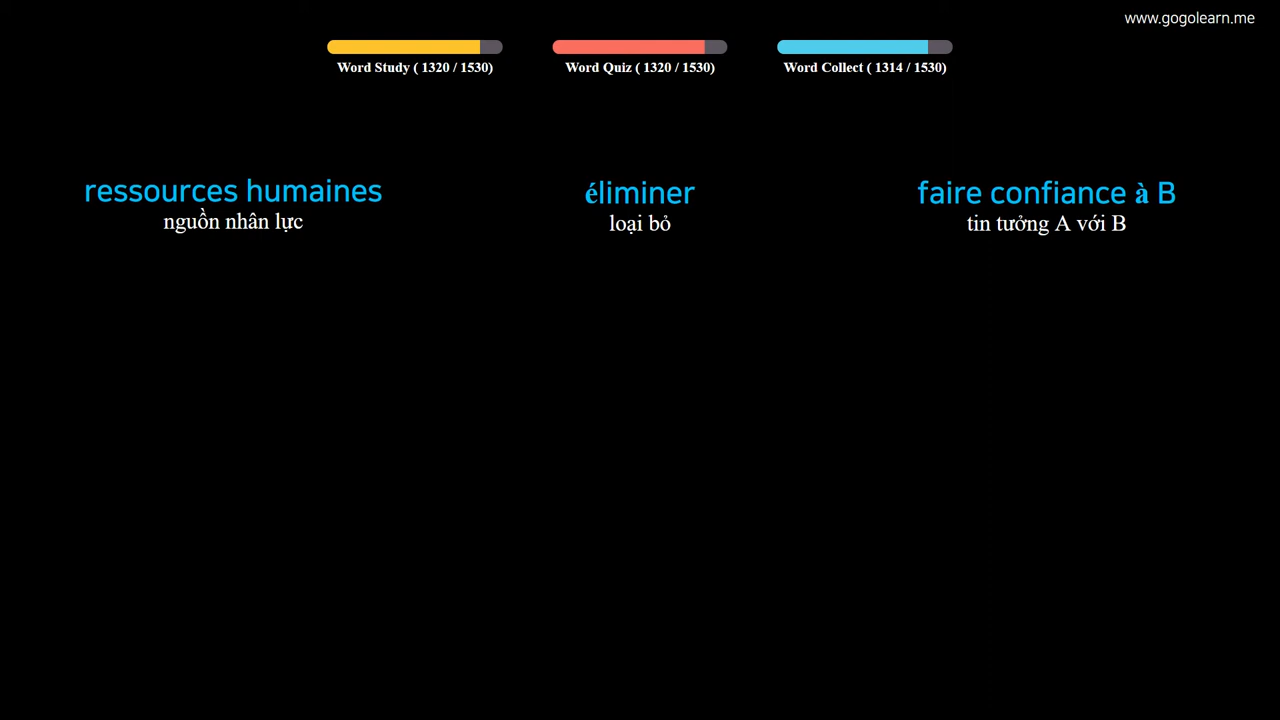 www.gogolearn.me
Word Study ( 1320 / 1530)
Word Quiz ( 1320 / 1530)
Word Collect ( 1314 / 1530)
ressources humaines
nguồn nhân lực
éliminer
loại bỏ
faire confiance à B
tin tưởng A với B